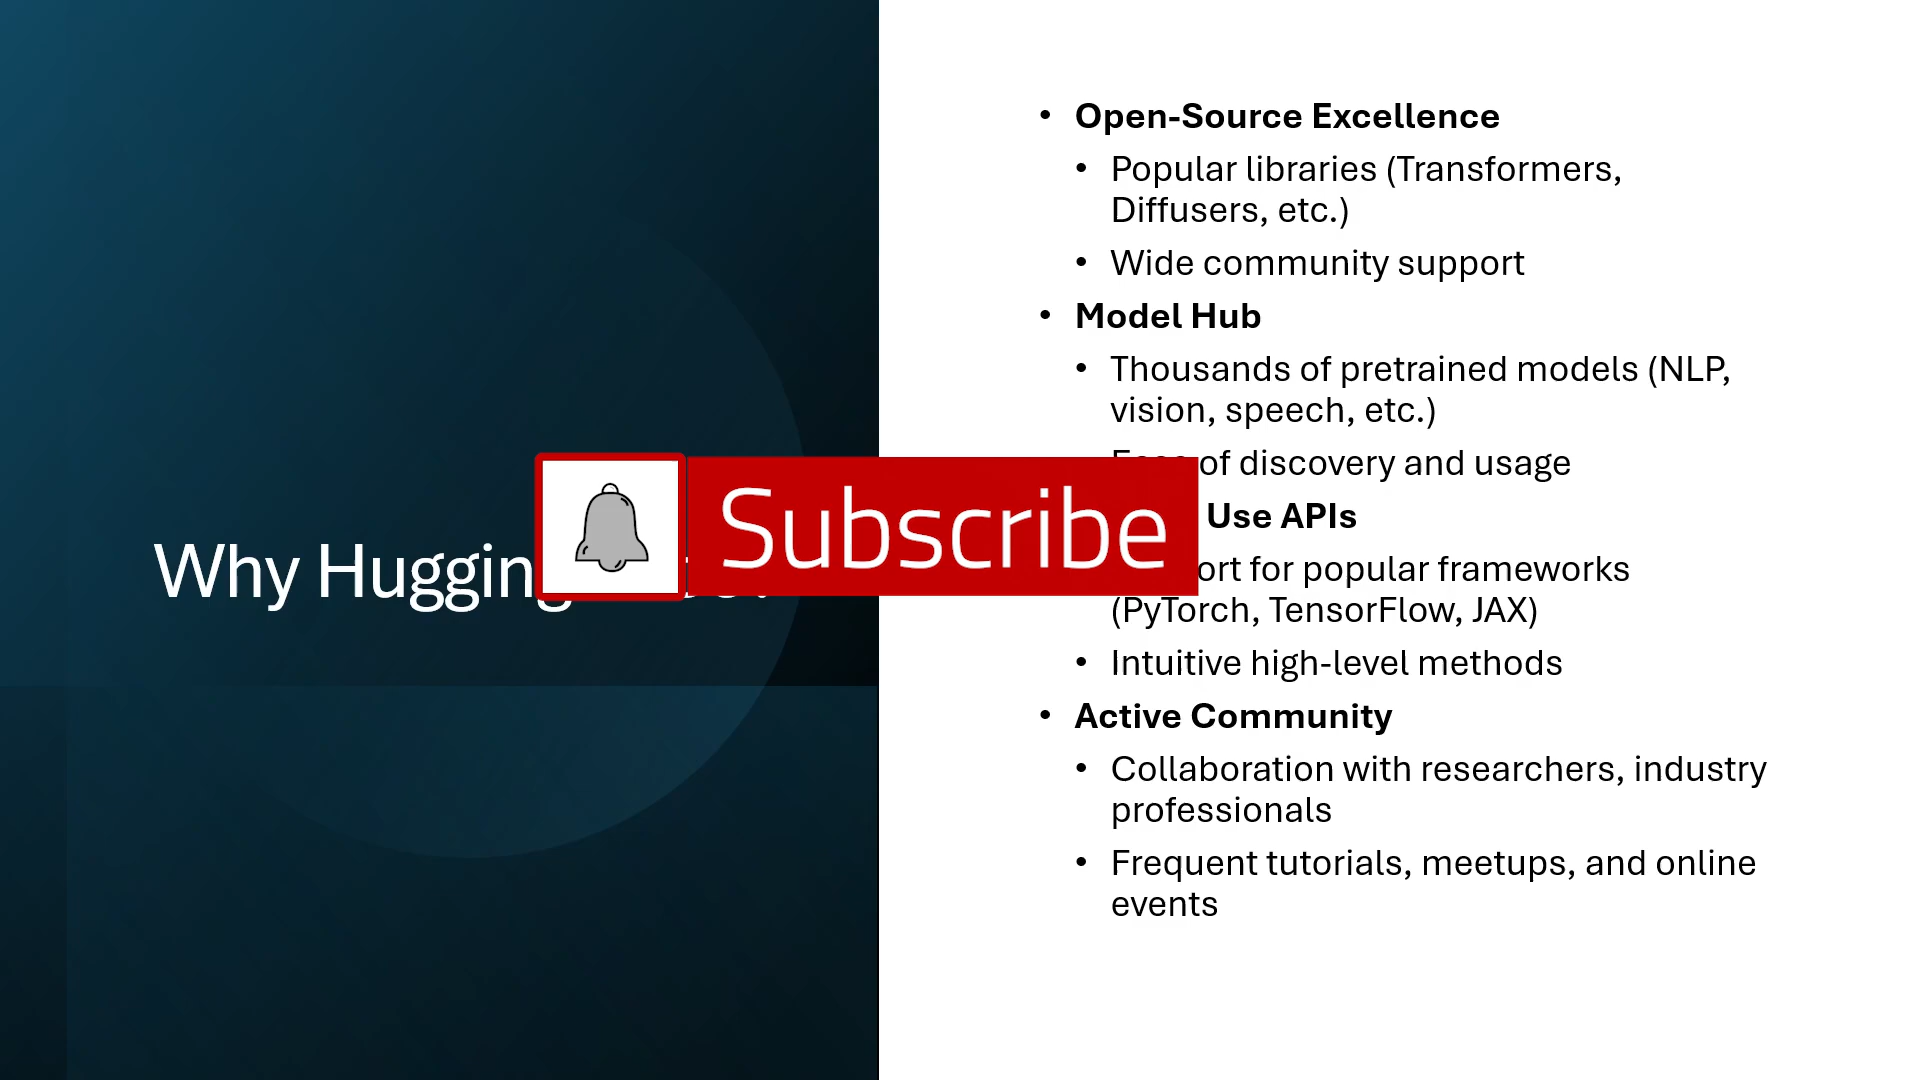 Why Hugging
Subscribe
• Open-Source Excellence
• Popular libraries (Transformers,
Diffusers, etc.)
• Wide community support
• Model Hub
• Thousands of pretrained models (NLP,
vision, speech, etc.)
of discovery and usage
Use APIs
for popular frameworks
(PyTorch, TensorFlow, JAX)
• Intuitive high-level methods
• Active Community
• Collaboration with researchers, industry
professionals
• Frequent tutorials, meetups, and online
events